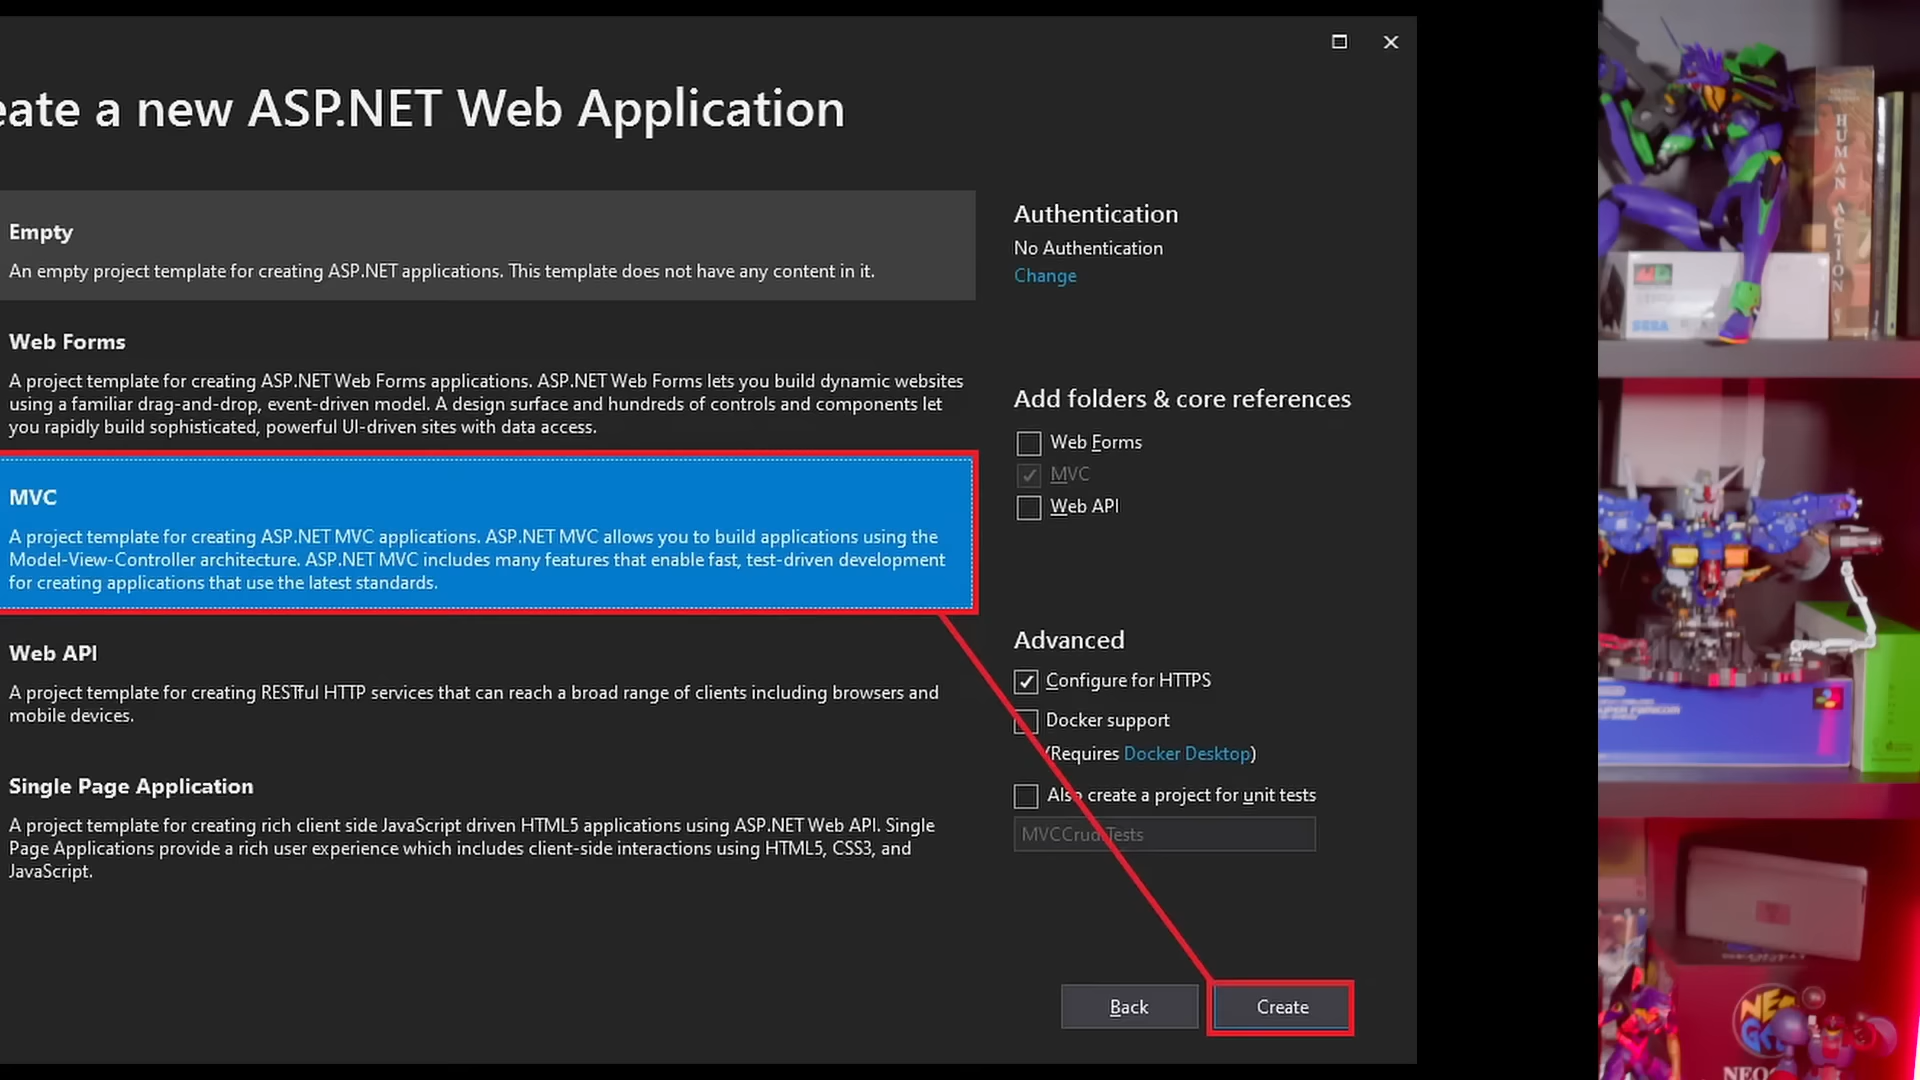 eate a new ASP.NET Web Application
Empty
An empty project template for creating ASP.NET applications. This template does not have any content in it.
Web Forms
A project template for creating ASP.NET Web Forms applications. ASP.NET Web Forms lets you build dynamic websites
using a familiar drag-and-drop, event-driven model. A design surface and hundreds of controls and components let
you rapidly build sophisticated, powerful UI-driven sites with data access.
MVC
A project template for creating ASP.NET MVC applications. ASP.NET MVC allows you to build applications using the
Model-View-Controller architecture. ASP.NET MVC includes many features that enable fast, test-driven development
for creating applications that use the latest standards.
Web API
A project template for creating RESTful HTTP services that can reach a broad range of clients including browsers and
mobile devices.
Single Page Application
A project template for creating rich client side JavaScript driven HTML5 applications using ASP.NET Web API. Single
Page Applications provide a rich user experience which includes client-side interactions using HTML5, CSS3, and
JavaScript.
Authentication
No Authentication
Change
Add folders & core references
Web Forms
MVC
Web API
Advanced
Configure for HTTPS
Docker support
(Requires Docker Desktop)
Also create a project for unit tests
MVCCrud.Tests
Back
Create
HUMAN ACTION
SEGA
SUPER FAMICOM
NEO